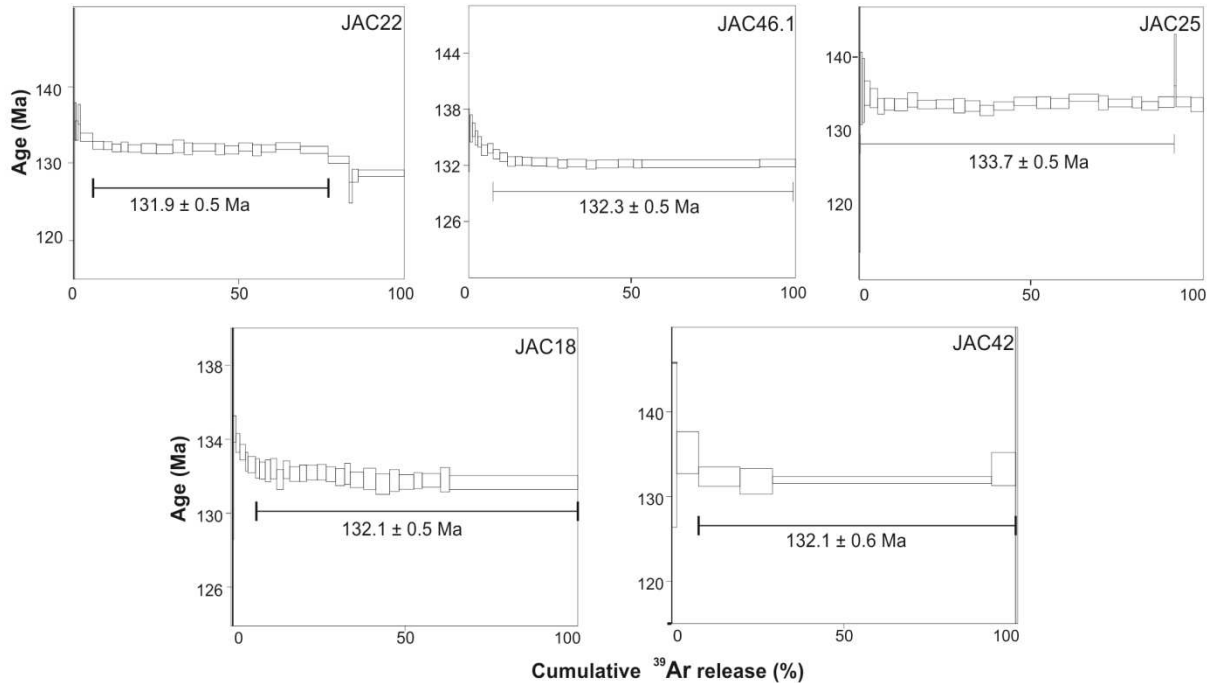 JAC22
Age (Ma)
140
130
120
131.9 ± 0.5 Ma
0
50
100
JAC46.1
144
138
132
126
132.3 ± 0.5 Ma
0
50
100
JAC25
140
130
120
133.7 ± 0.5 Ma
0
50
100
JAC18
Age (Ma)
138
134
130
126
132.1 ± 0.5 Ma
0
50
100
JAC42
140
130
120
132.1 ± 0.6 Ma
0
50
100
Cumulative ³⁹Ar release (%)